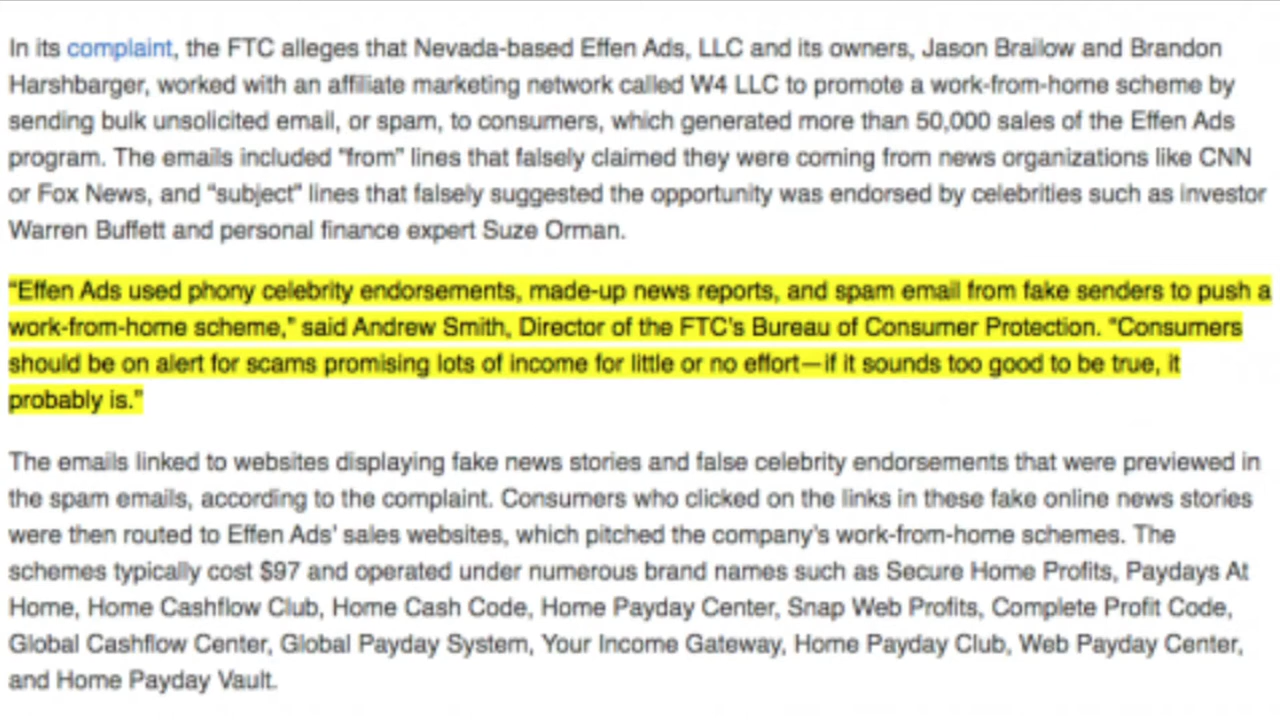 In its complaint, the FTC alleges that Nevada-based Effen Ads, LLC and its owners, Jason Brailow and Brandon
Harshbarger, worked with an affiliate marketing network called W4 LLC to promote a work-from-home scheme by
sending bulk unsolicited email, or spam, to consumers, which generated more than 50,000 sales of the Effen Ads
program. The emails included “from” lines that falsely claimed they were coming from news organizations like CNN
or Fox News, and “subject” lines that falsely suggested the opportunity was endorsed by celebrities such as investor
Warren Buffett and personal finance expert Suze Orman.
“Effen Ads used phony celebrity endorsements, made-up news reports, and spam email from fake senders to push a
work-from-home scheme,” said Andrew Smith, Director of the FTC’s Bureau of Consumer Protection. “Consumers
should be on alert for scams promising lots of income for little or no effort—if it sounds too good to be true, it
probably is.”
The emails linked to websites displaying fake news stories and false celebrity endorsements that were previewed in
the spam emails, according to the complaint. Consumers who clicked on the links in these fake online news stories
were then routed to Effen Ads’ sales websites, which pitched the company’s work-from-home schemes. The
schemes typically cost $97 and operated under numerous brand names such as Secure Home Profits, Paydays At
Home, Home Cashflow Club, Home Cash Code, Home Payday Center, Snap Web Profits, Complete Profit Code,
Global Cashflow Center, Global Payday System, Your Income Gateway, Home Payday Club, Web Payday Center,
and Home Payday Vault.